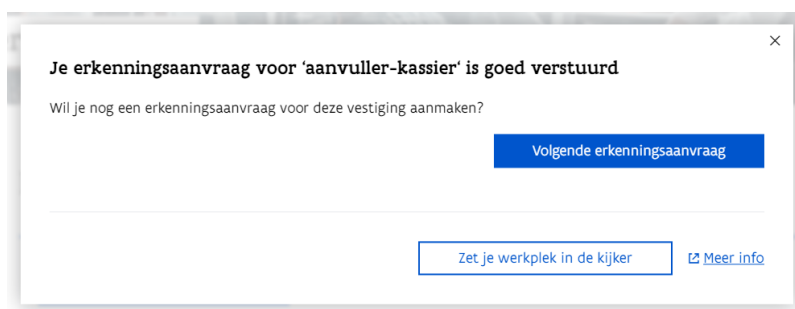 Je erkenningsaanvraag voor ‘aanvuller-kassier‘ is goed verstuurd
Wil je nog een erkenningsaanvraag voor deze vestiging aanmaken?
Volgende erkenningsaanvraag
Zet je werkplek in de kijker
Meer info